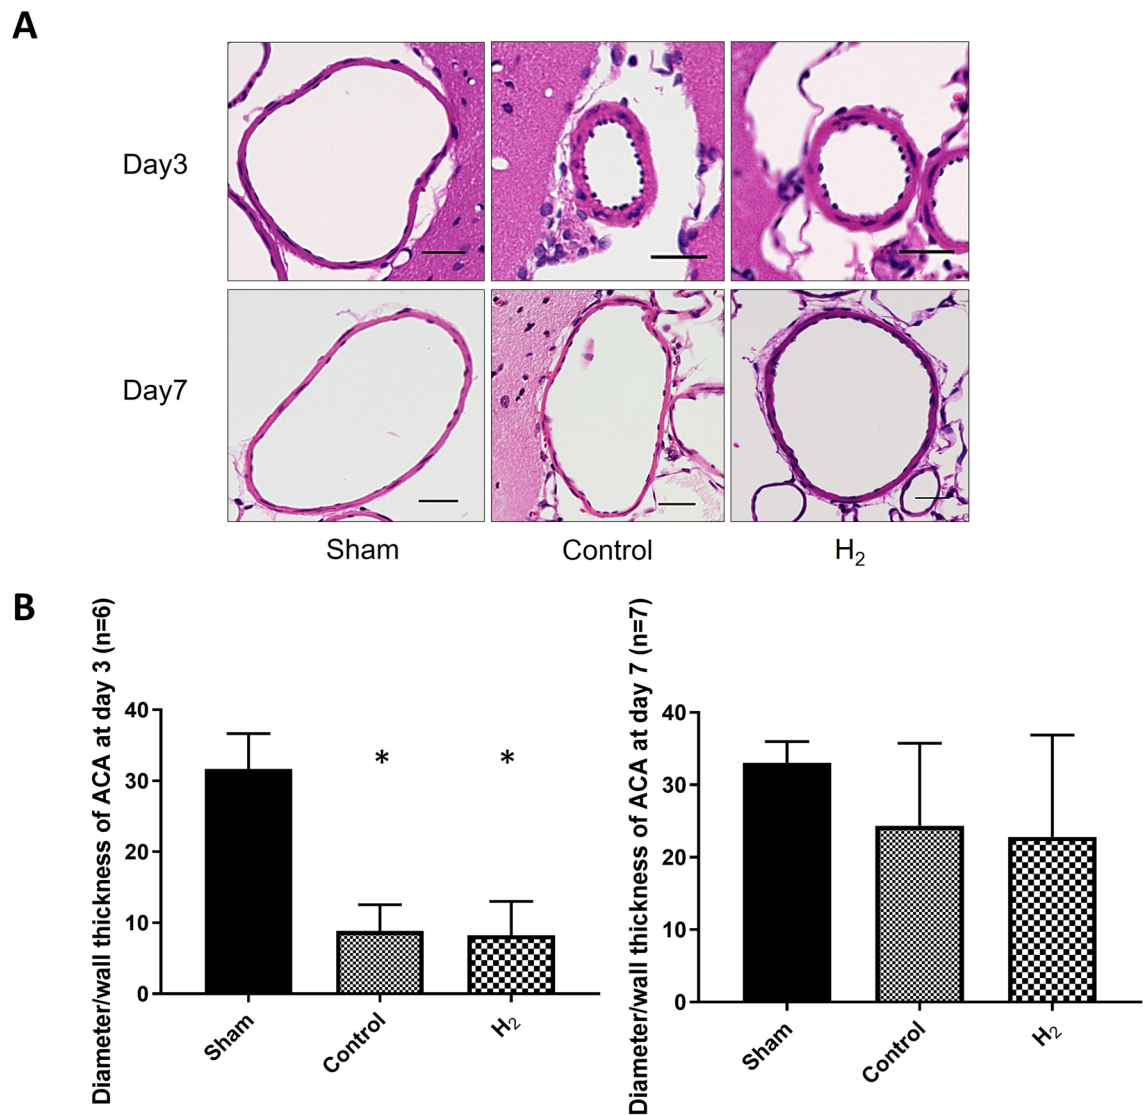 A
Day3
Day7
Sham Control H₂
B
Diameter/wall thickness of ACA at day 3 (n=6)
40
30
20
10
0
* *
Sham Control H₂
Diameter/wall thickness of ACA at day 7 (n=7)
40
30
20
10
0
Sham Control H₂